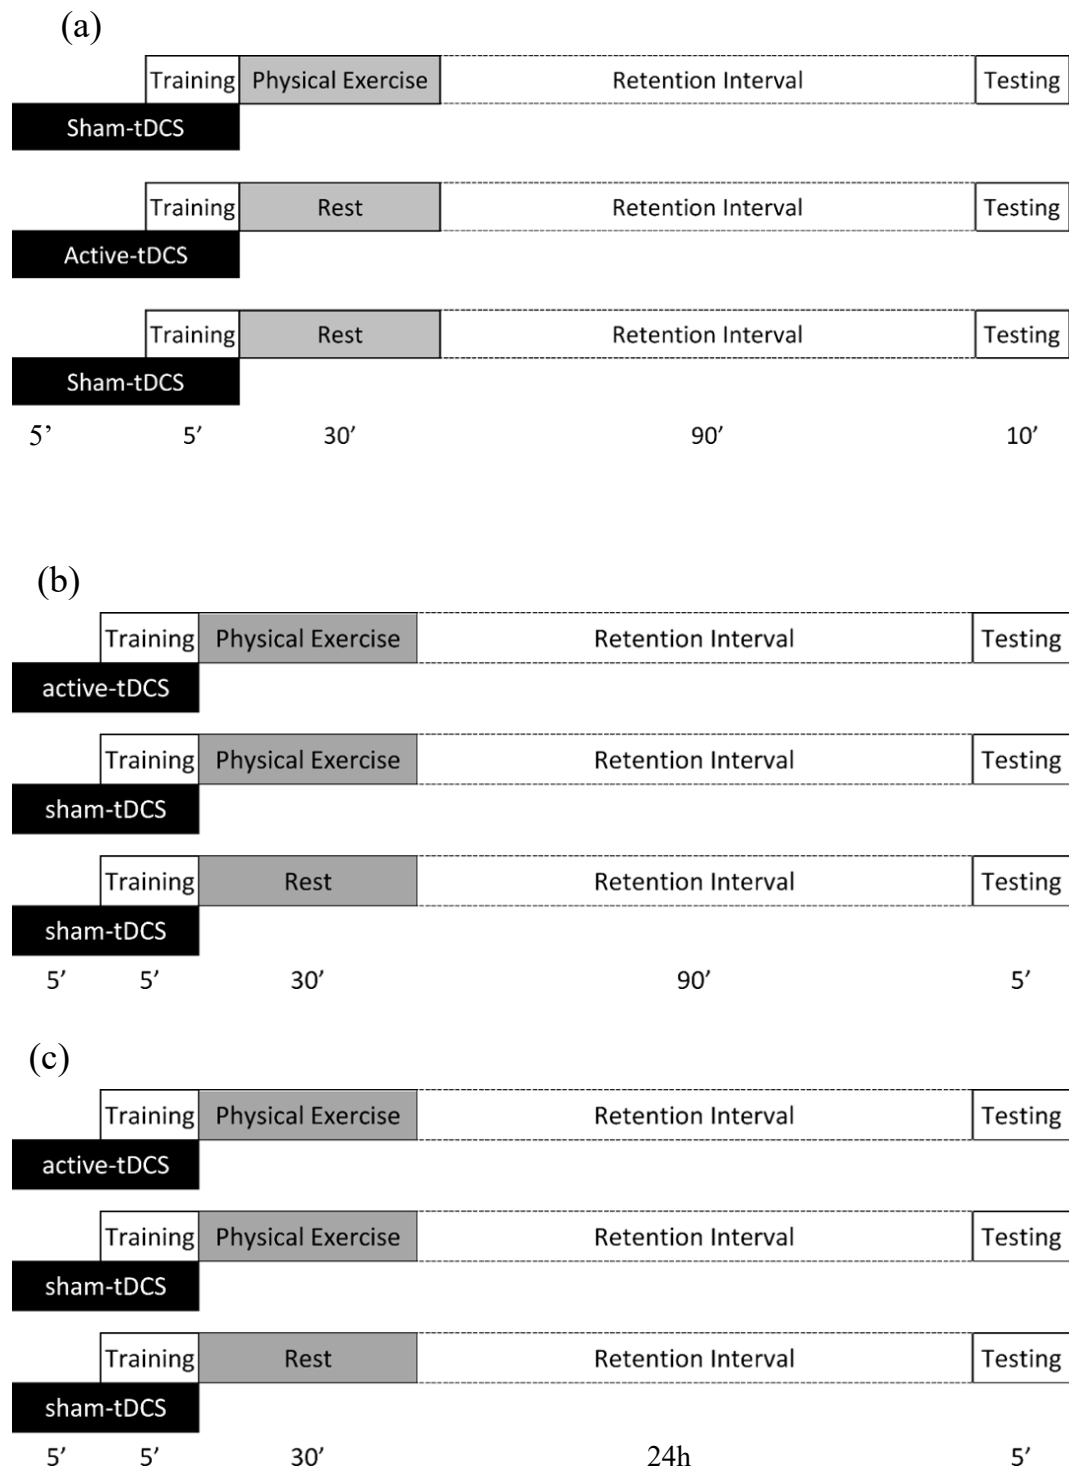 (a)
Training Physical Exercise Retention Interval Testing
Sham-tDCS
Training Rest Retention Interval Testing
Active-tDCS
Training Rest Retention Interval Testing
Sham-tDCS
5’ 5′ 30′ 90′ 10′
(b)
Training Physical Exercise Retention Interval Testing
active-tDCS
Training Physical Exercise Retention Interval Testing
sham-tDCS
Training Rest Retention Interval Testing
sham-tDCS
5′ 5′ 30′ 90′ 5′
(c)
Training Physical Exercise Retention Interval Testing
active-tDCS
Training Physical Exercise Retention Interval Testing
sham-tDCS
Training Rest Retention Interval Testing
sham-tDCS
5′ 5′ 30′ 24h 5′